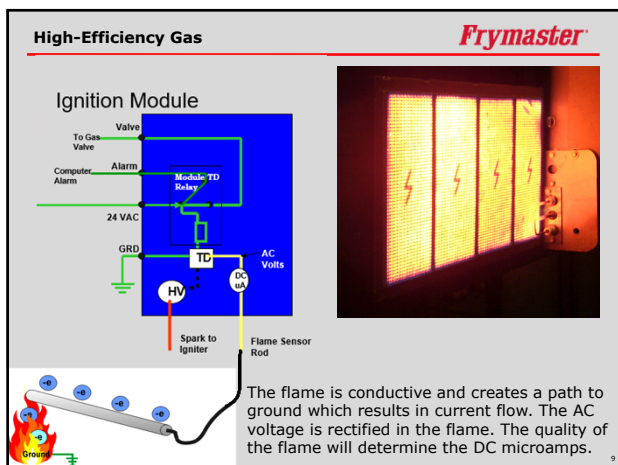 High-Efficiency Gas
Frymaster
Ignition Module
Valve
To Gas
Valve
Alarm
Computer
Alarm
Module TD
Relay
24 VAC
GRD
TD
AC
Volts
DC
uA
HV
Spark to
Igniter
Flame Sensor
Rod
-e
-e
-e
-e
-e
-e
Ground
The flame is conductive and creates a path to
ground which results in current flow. The AC
voltage is rectified in the flame. The quality of
the flame will determine the DC microamps.
9